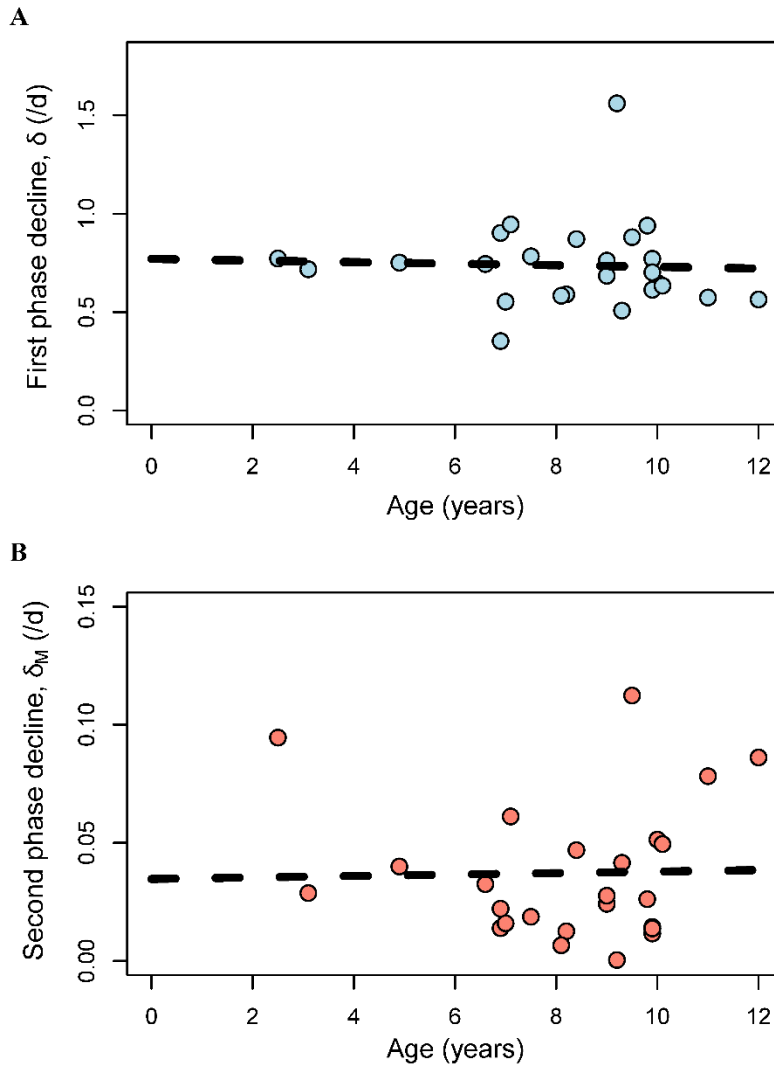 A
First phase decline, δ (/d)
1.5
1.0
0.5
0.0
0 2 4 6 8 10 12
Age (years)
B
Second phase decline, δM (/d)
0.15
0.10
0.05
0.00
0 2 4 6 8 10 12
Age (years)